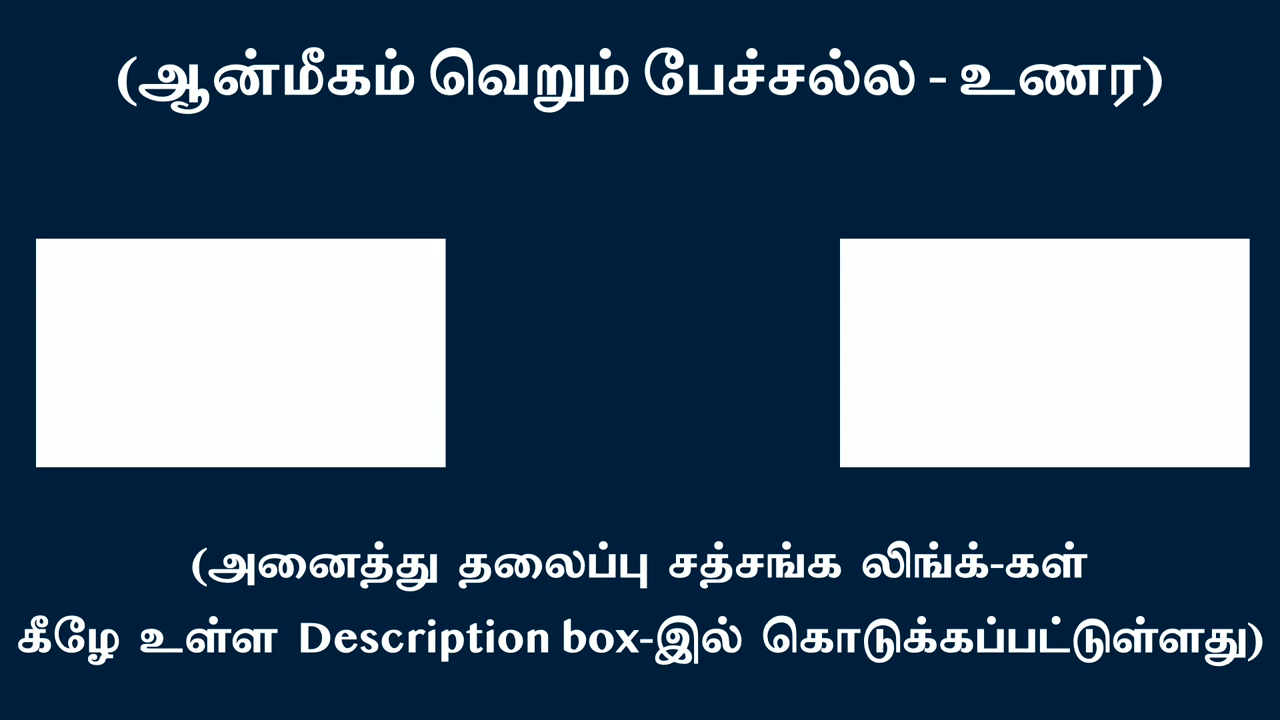 (ஆன்மீகம் வெறும் பேச்சல்ல - உணர)
(அனைத்து தலைப்பு சத்சங்க லிங்க்-கள்
கீழே உள்ள Description box-இல் கொடுக்கப்பட்டுள்ளது)